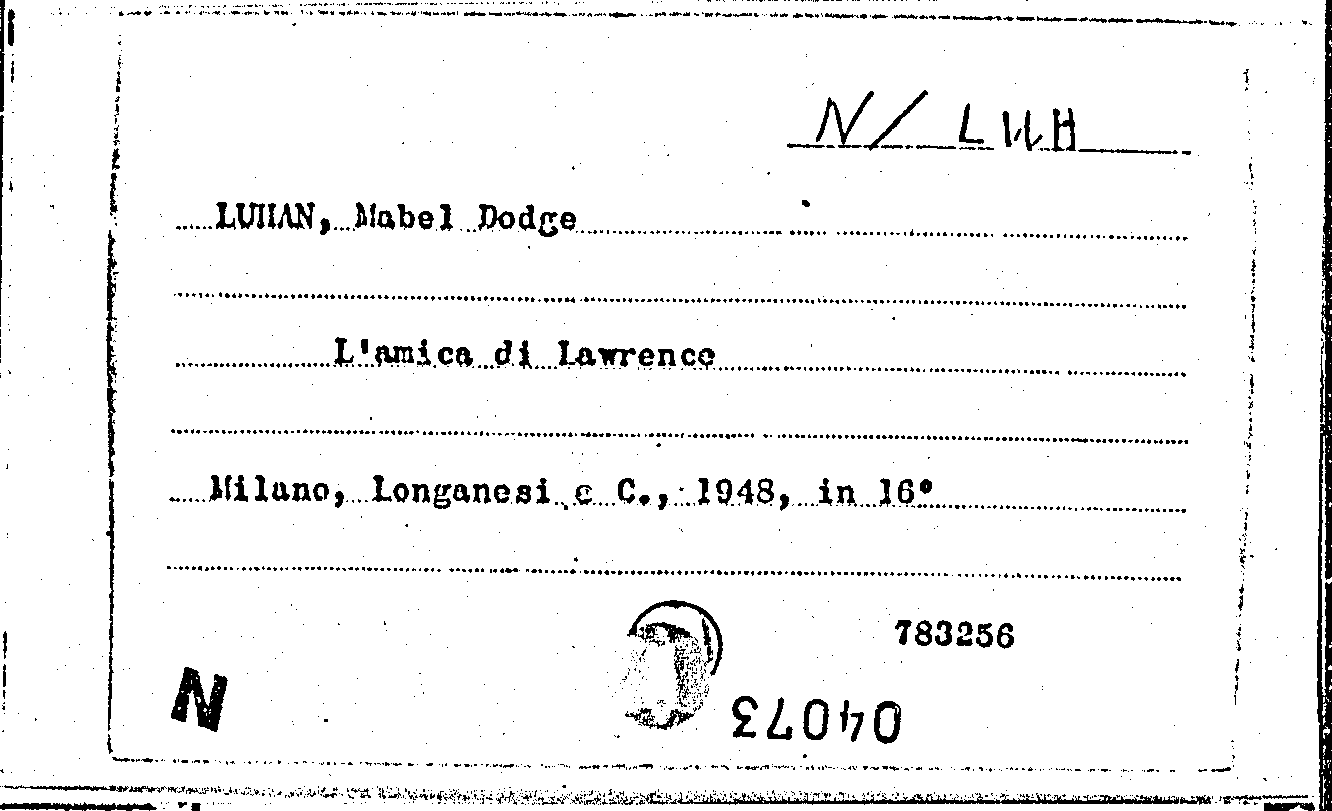 N/ LUH
LUHAN, Mabel Dodge
L'amica di Lawrence
Milano, Longanesi e C., 1948, in 16°
783256
N
04073